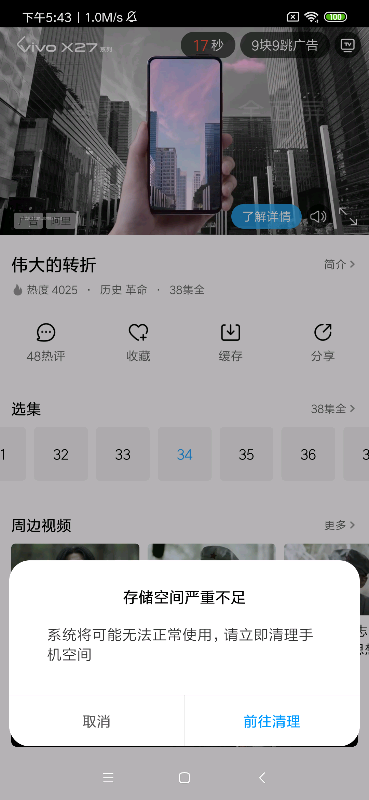 下午5:43 | 1.0M/s
100
vivo X27 系列
17 秒
9块9跳广告
TV
了解详情
广告
伟大的转折
简介 >
热度 4025 · 历史 革命 · 38集全
48热评
收藏
缓存
分享
选集
38集全 >
1
32
33
34
35
36
3
周边视频
更多 >
存储空间严重不足
系统将可能无法正常使用，请立即清理手
机空间
取消
前往清理